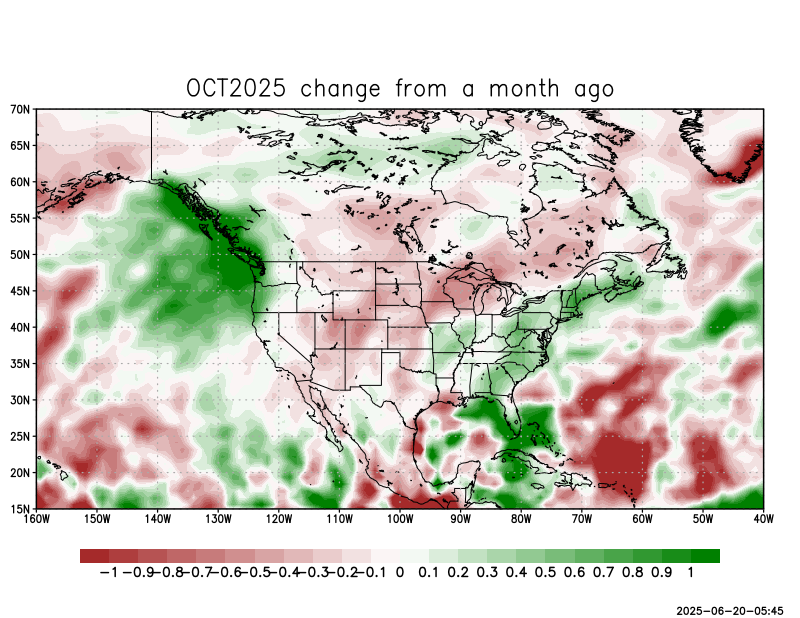 OCT2025 change from a month ago
70N
65N
60N
55N
50N
45N
40N
35N
30N
25N
20N
15N
160W 150W 140W 130W 120W 110W 100W 90W 80W 70W 60W 50W 40W
-1 -0.9 -0.8 -0.7 -0.6 -0.5 -0.4 -0.3 -0.2 -0.1 0 0.1 0.2 0.3 0.4 0.5 0.6 0.7 0.8 0.9 1
2025-06-20-05:45